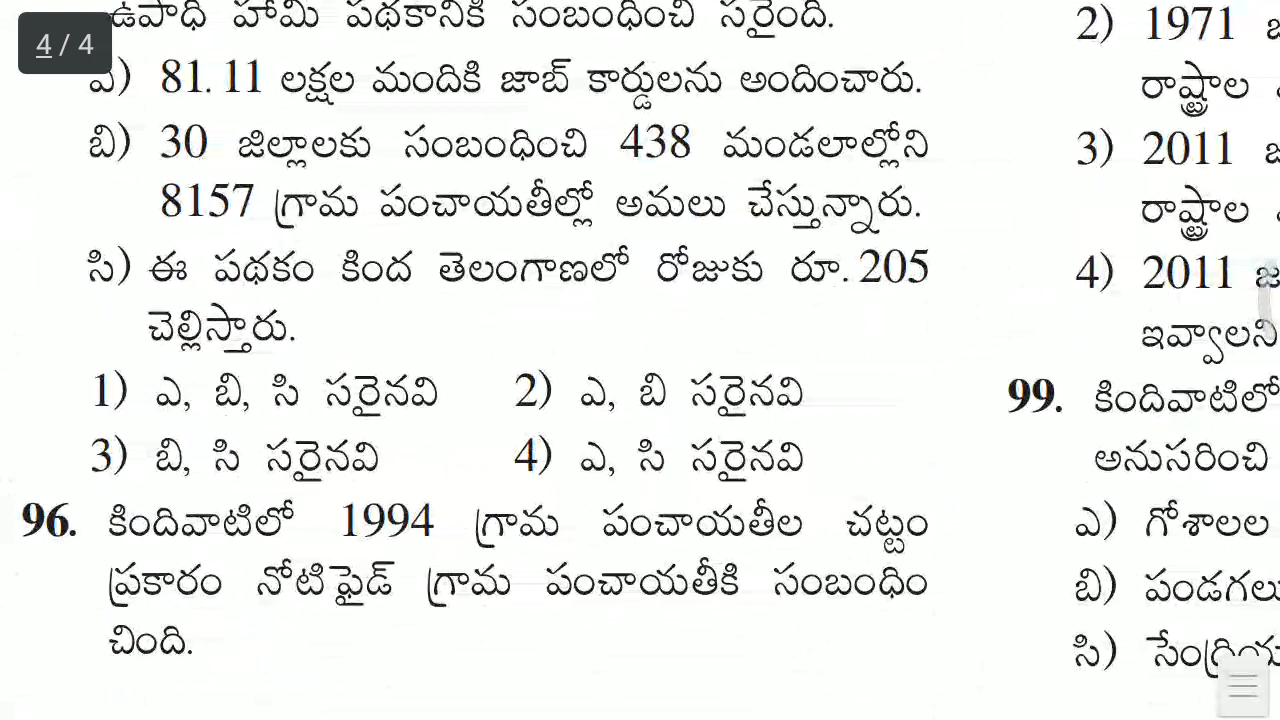 ఉపాధి హామీ పథకానికి సంబంధించి సరైంది.
4 / 4
ఎ) 81.11 లక్షల మందికి జాబ్ కార్డులను అందించారు.
బి) 30 జిల్లాలకు సంబంధించి 438 మండలాల్లోని
8157 గ్రామ పంచాయతీల్లో అమలు చేస్తున్నారు.
సి) ఈ పథకం కింద తెలంగాణలో రోజుకు రూ. 205
చెల్లిస్తారు.
1) ఎ, బి, సి సరైనవి 2) ఎ, బి సరైనవి
3) బి, సి సరైనవి 4) ఎ, సి సరైనవి
96. కిందివాటిలో 1994 గ్రామ పంచాయతీల చట్టం
ప్రకారం నోటిఫైడ్ గ్రామ పంచాయతీకి సంబంధిం
చింది.
2) 1971
రాష్ట్రాల
3) 2011
రాష్ట్రాల
4) 2011
ఇవ్వాలని
99. కిందివాటిలో
అనుసరించి
ఎ) గోశాలల
బి) పండగలు
సి)